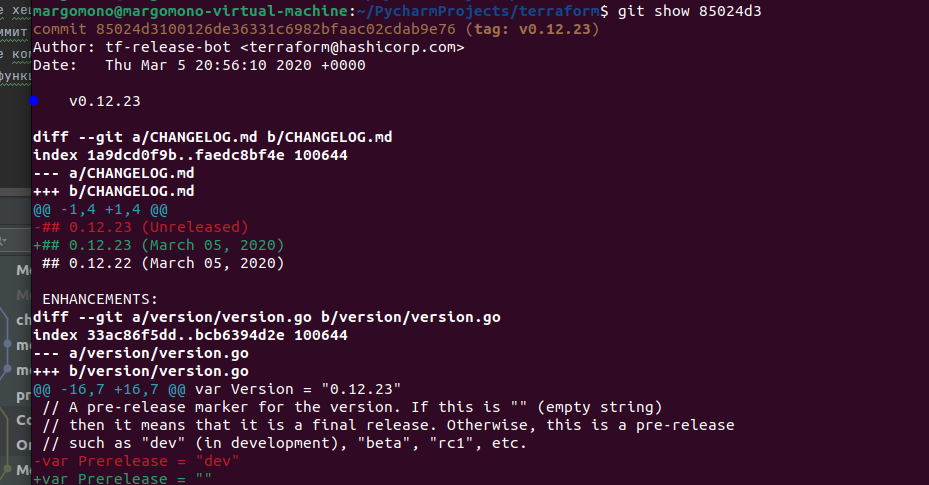 margomono@margomono-virtual-machine:~/PycharmProjects/terraform$ git show 85024d3
commit 85024d3100126de36331c6982bfaac02cdab9e76 (tag: v0.12.23)
Author: tf-release-bot <terraform@hashicorp.com>
Date:   Thu Mar 5 20:56:10 2020 +0000
    v0.12.23
diff --git a/CHANGELOG.md b/CHANGELOG.md
index 1a9dcd0f9b..faedc8bf4e 100644
--- a/CHANGELOG.md
+++ b/CHANGELOG.md
@@ -1,4 +1,4 @@
-## 0.12.23 (Unreleased)
+## 0.12.23 (March 05, 2020)
 ## 0.12.22 (March 05, 2020)
 ENHANCEMENTS:
diff --git a/version/version.go b/version/version.go
index 33ac86f5dd..bcb6394d2e 100644
--- a/version/version.go
+++ b/version/version.go
@@ -16,7 +16,7 @@ var Version = "0.12.23"
 // A pre-release marker for the version. If this is "" (empty string)
 // then it means that it is a final release. Otherwise, this is a pre-release
 // such as "dev" (in development), "beta", "rc1", etc.
-var Prerelease = "dev"
+var Prerelease = ""